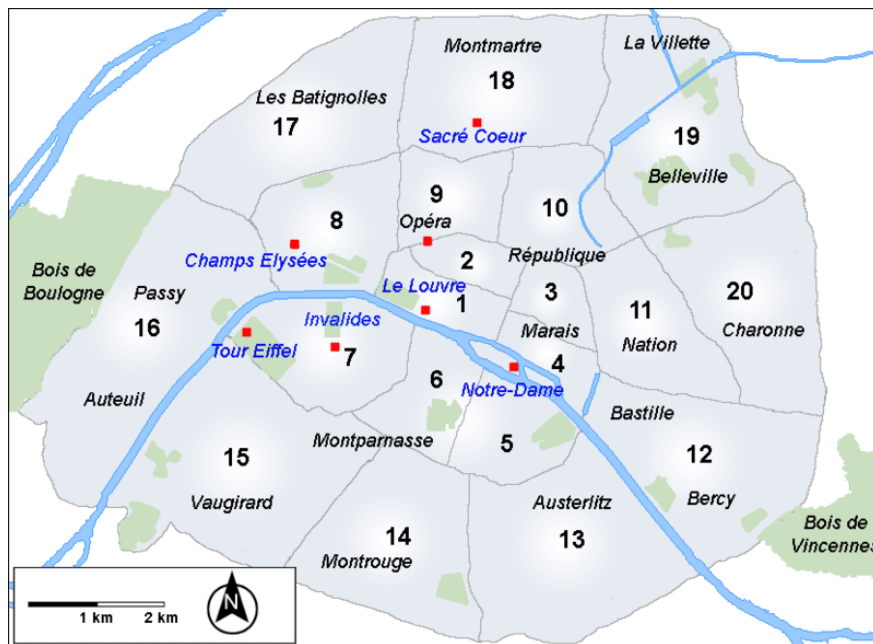 La Villette
Montmartre
18
Les Batignolles
17
Sacré Coeur
19
Belleville
9
8
10
Opéra
2
République
Champs Elysées
Le Louvre
Bois de
Boulogne
Passy
3
1
11
20
16
Invalides
Marais
Nation
Charonne
Tour Eiffel
7
4
6
Notre-Dame
Auteuil
Montparnasse
5
Bastille
12
15
Vaugirard
Austerlitz
Bercy
14
13
Montrouge
Bois de
Vincennes
N
1 km
2 km